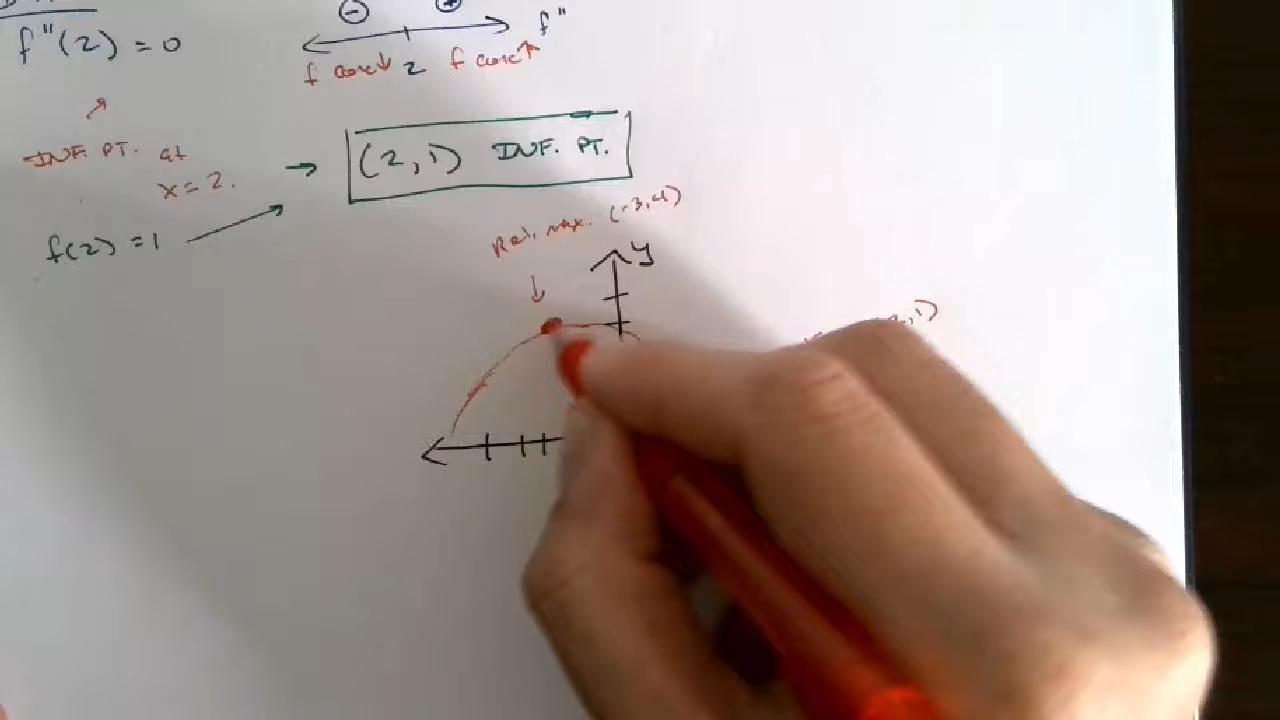 ⊖ ⊕ f"
f"(2) = 0
f conc↓ 2 f conc↑
INF. PT. at
x = 2.
→ (2,1) INF. PT.
f(2) = 1
Rel. max. (-3,4)
y
,1)